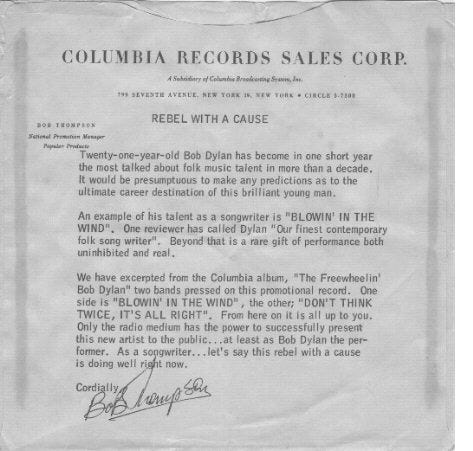 COLUMBIA RECORDS SALES CORP.
A Subsidiary of Columbia Broadcasting System, Inc.
799 SEVENTH AVENUE, NEW YORK 19, NEW YORK • CIRCLE 5-7300
REBEL WITH A CAUSE
BOB THOMPSON
National Promotion Manager
Popular Products
Twenty-one-year-old Bob Dylan has become in one short year
the most talked about folk music talent in more than a decade.
It would be presumptuous to make any predictions as to the
ultimate career destination of this brilliant young man.
An example of his talent as a songwriter is "BLOWIN' IN THE
WIND". One reviewer has called Dylan "Our finest contemporary
folk song writer". Beyond that is a rare gift of performance both
uninhibited and real.
We have excerpted from the Columbia album, "The Freewheelin'
Bob Dylan" two bands pressed on this promotional record. One
side is "BLOWIN' IN THE WIND", the other; "DON'T THINK
TWICE, IT'S ALL RIGHT". From here on it is all up to you.
Only the radio medium has the power to successfully present
this new artist to the public...at least as Bob Dylan the per-
former. As a songwriter...let's say this rebel with a cause
is doing well right now.
Cordially,
Bob Thompson